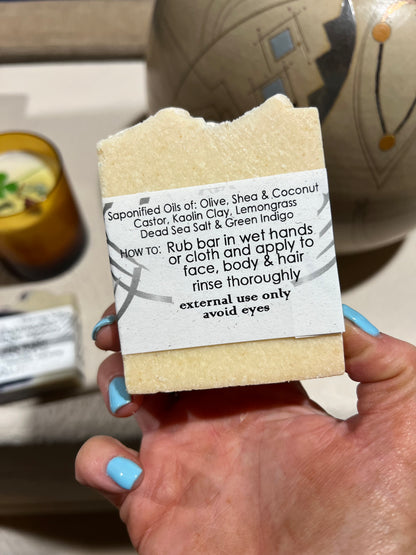 Saponified Oils of: Olive, Shea & Coconut
Castor, Kaolin Clay, Lemongrass
Dead Sea Salt & Green Indigo
HOW TO: Rub bar in wet hands
or cloth and apply to
face, body & hair
rinse thoroughly
external use only
avoid eyes